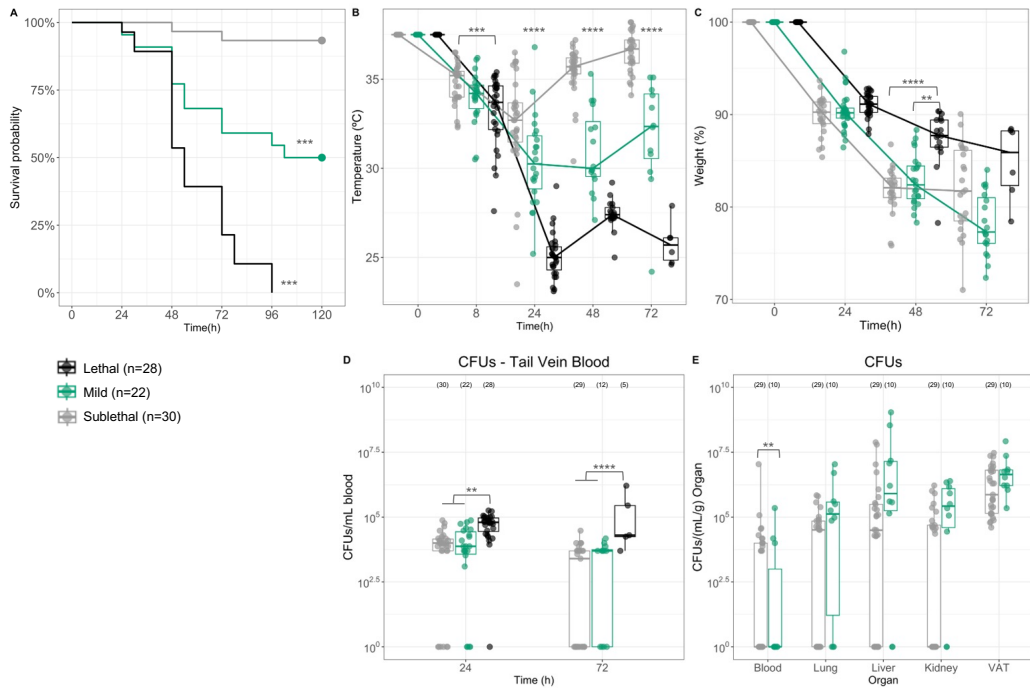 A
100%
75%
50%
25%
0%
Survival probability
***
***
0 24 48 72 96 120
Time(h)
B
35
30
25
Temperature (ºC)
*** **** **** ****
0 8 24 48 72
Time(h)
C
100
90
80
70
Weight (%)
****
**
0 24 48 72
Time(h)
Lethal (n=28)
Mild (n=22)
Sublethal (n=30)
D CFUs - Tail Vein Blood
(30) (22) (28) (29) (12) (5)
10^10
10^7.5
10^5
10^2.5
10^0
CFUs/mL blood
**
****
24 72
Time (h)
E CFUs
(29) (10) (29) (10) (29) (10) (29) (10) (29) (10)
10^10
10^7.5
10^5
10^2.5
10^0
CFUs/(mL/g) Organ
**
Blood Lung Liver Kidney VAT
Organ